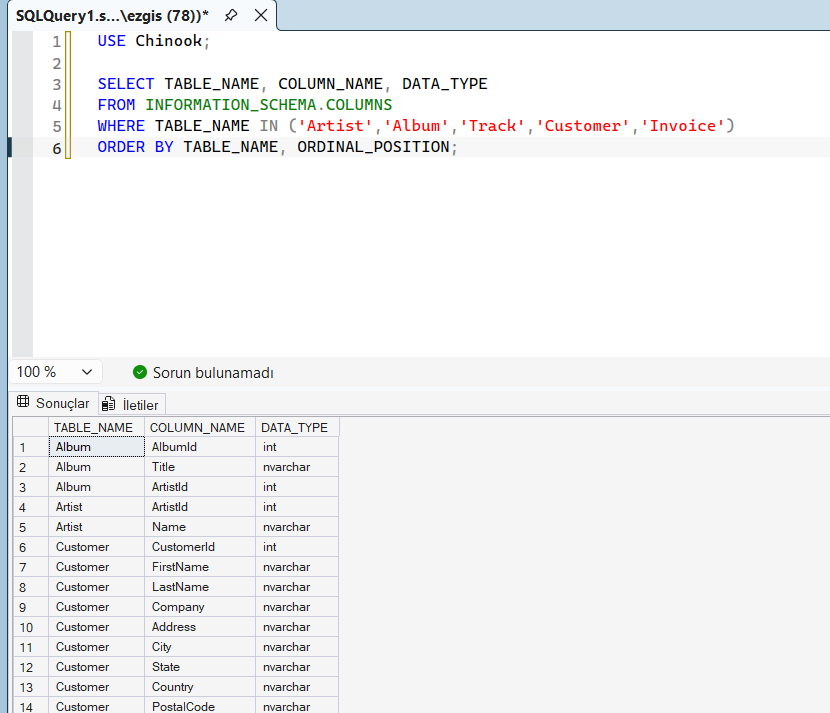 SQLQuery1.s...\ezgis (78))*
1 USE Chinook;
2
3 SELECT TABLE_NAME, COLUMN_NAME, DATA_TYPE
4 FROM INFORMATION_SCHEMA.COLUMNS
5 WHERE TABLE_NAME IN ('Artist','Album','Track','Customer','Invoice')
6 ORDER BY TABLE_NAME, ORDINAL_POSITION;
100 % Sorun bulunamadı
Sonuçlar İletiler
TABLE_NAME COLUMN_NAME DATA_TYPE
1 Album AlbumId int
2 Album Title nvarchar
3 Album ArtistId int
4 Artist ArtistId int
5 Artist Name nvarchar
6 Customer CustomerId int
7 Customer FirstName nvarchar
8 Customer LastName nvarchar
9 Customer Company nvarchar
10 Customer Address nvarchar
11 Customer City nvarchar
12 Customer State nvarchar
13 Customer Country nvarchar
14 Customer PostalCode nvarchar